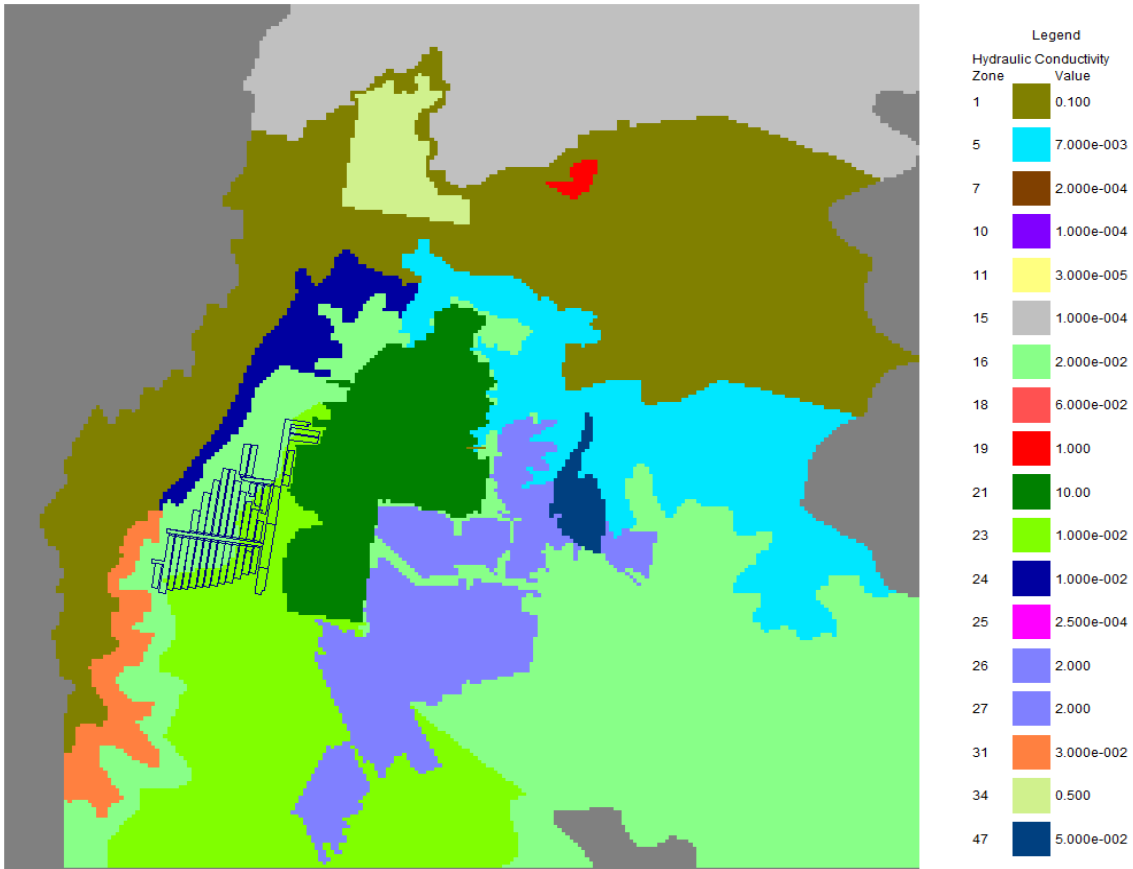 Legend
Hydraulic Conductivity
Zone Value
1 0.100
5 7.000e-003
7 2.000e-004
10 1.000e-004
11 3.000e-005
15 1.000e-004
16 2.000e-002
18 6.000e-002
19 1.000
21 10.00
23 1.000e-002
24 1.000e-002
25 2.500e-004
26 2.000
27 2.000
31 3.000e-002
34 0.500
47 5.000e-002